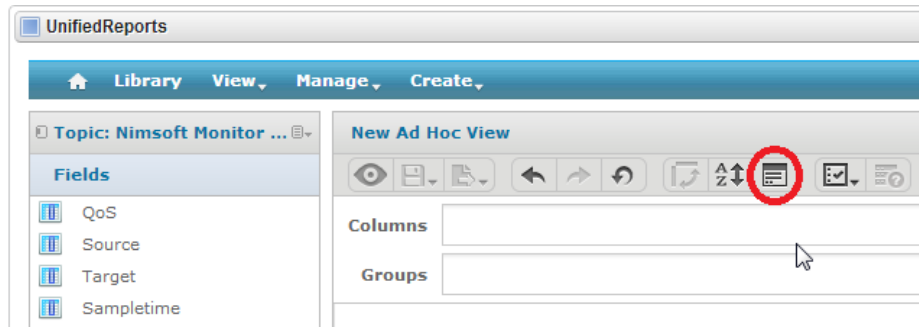 UnifiedReports
Library View Manage Create
Topic: Nimsoft Monitor ...
New Ad Hoc View
Fields
A
Z
QoS
Columns
Source
Target
Groups
Sampletime